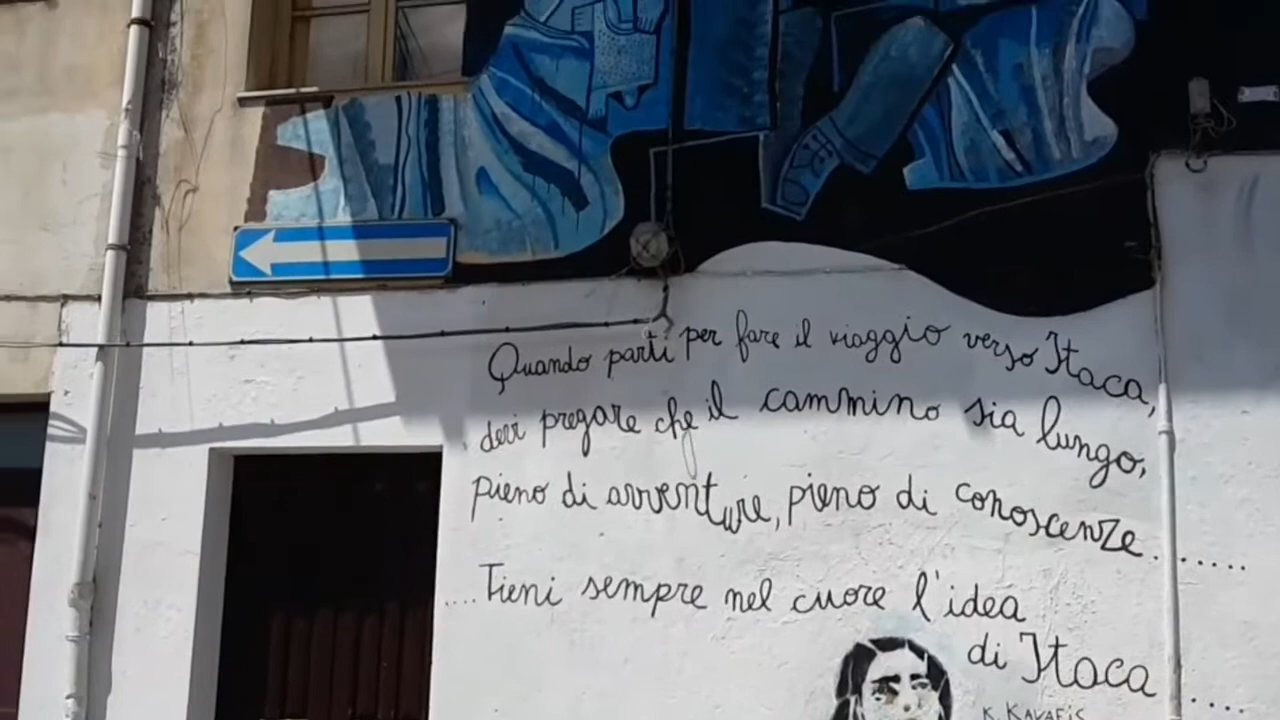 Quando parti per fare il viaggio verso Itaca,
devi pregare che il cammino sia lungo,
pieno di avventure, pieno di conoscenze........
....Tieni sempre nel cuore l'idea
di Itaca.....
K. KAVAFIS